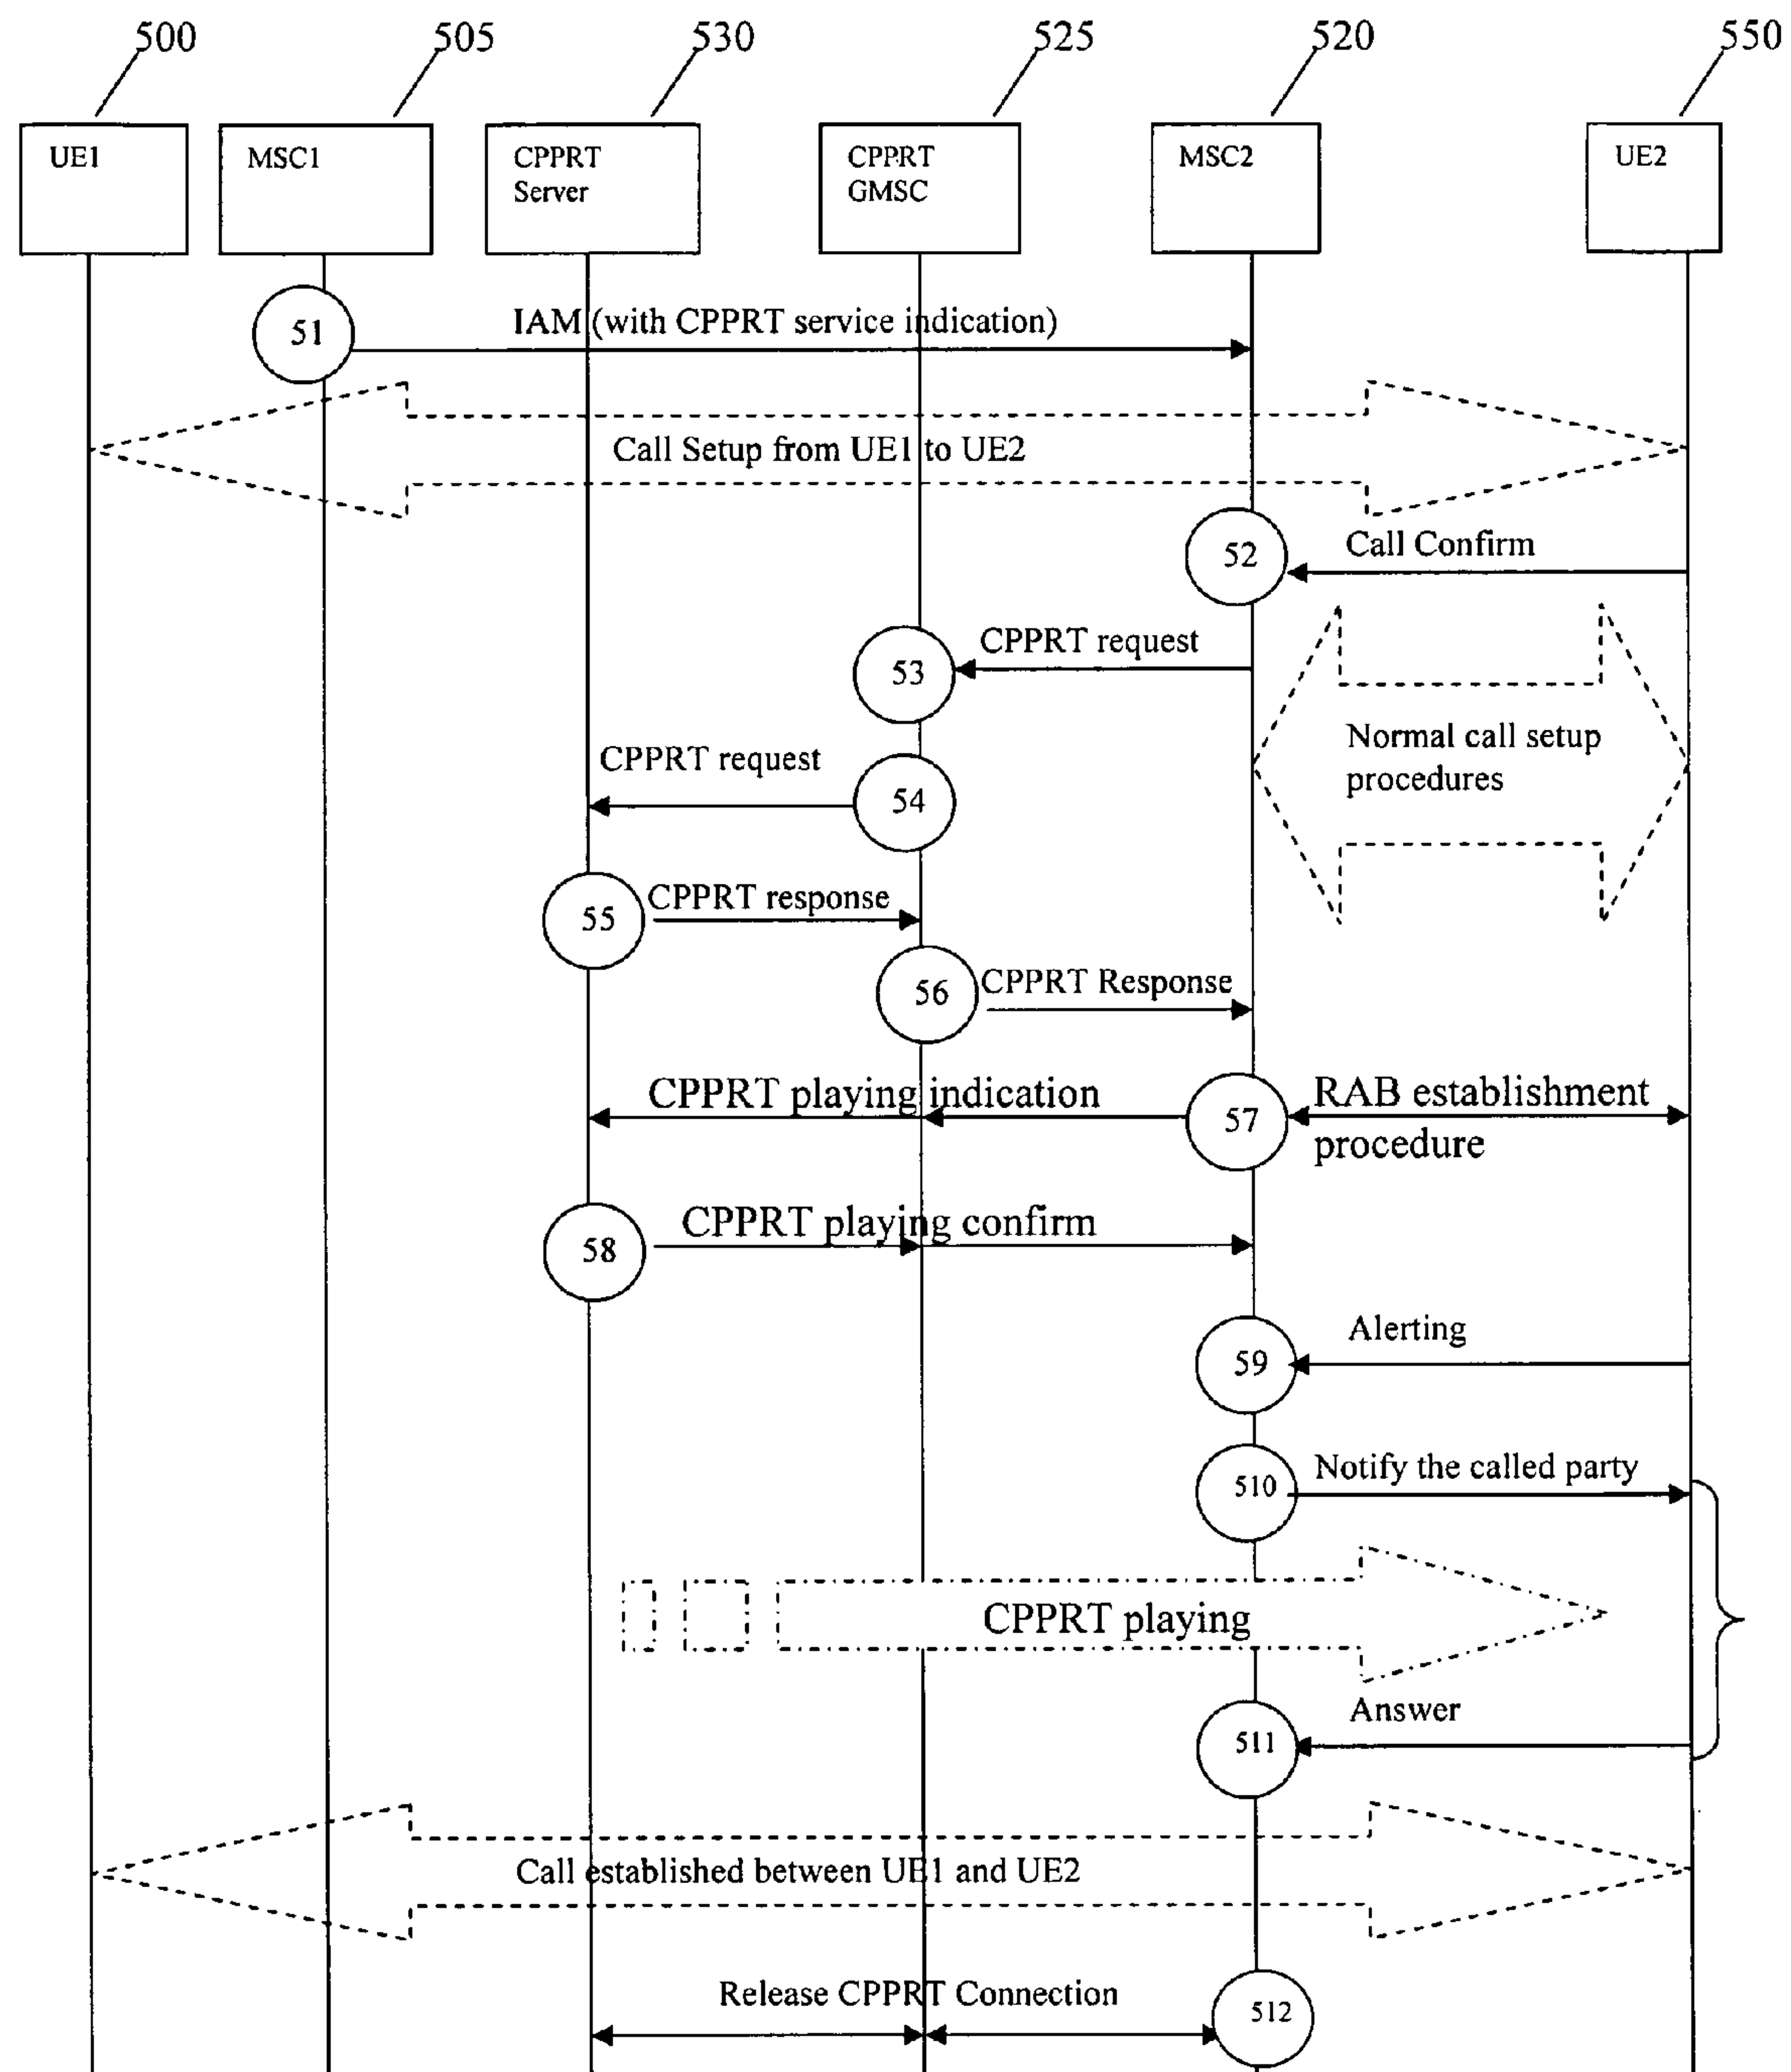 500
505
530
525
520
550
UE1
MSC1
CPPRT
Server
CPPRT
GMSC
MSC2
UE2
51
IAM (with CPPRT service indication)
Call Setup from UE1 to UE2
52
Call Confirm
53
CPPRT request
Normal call setup
procedures
CPPRT request
54
55
CPPRT response
56
CPPRT Response
CPPRT playing indication
57
RAB establishment
procedure
58
CPPRT playing confirm
59
Alerting
510
Notify the called party
CPPRT playing
511
Answer
Call established between UE1 and UE2
Release CPPRT Connection
512